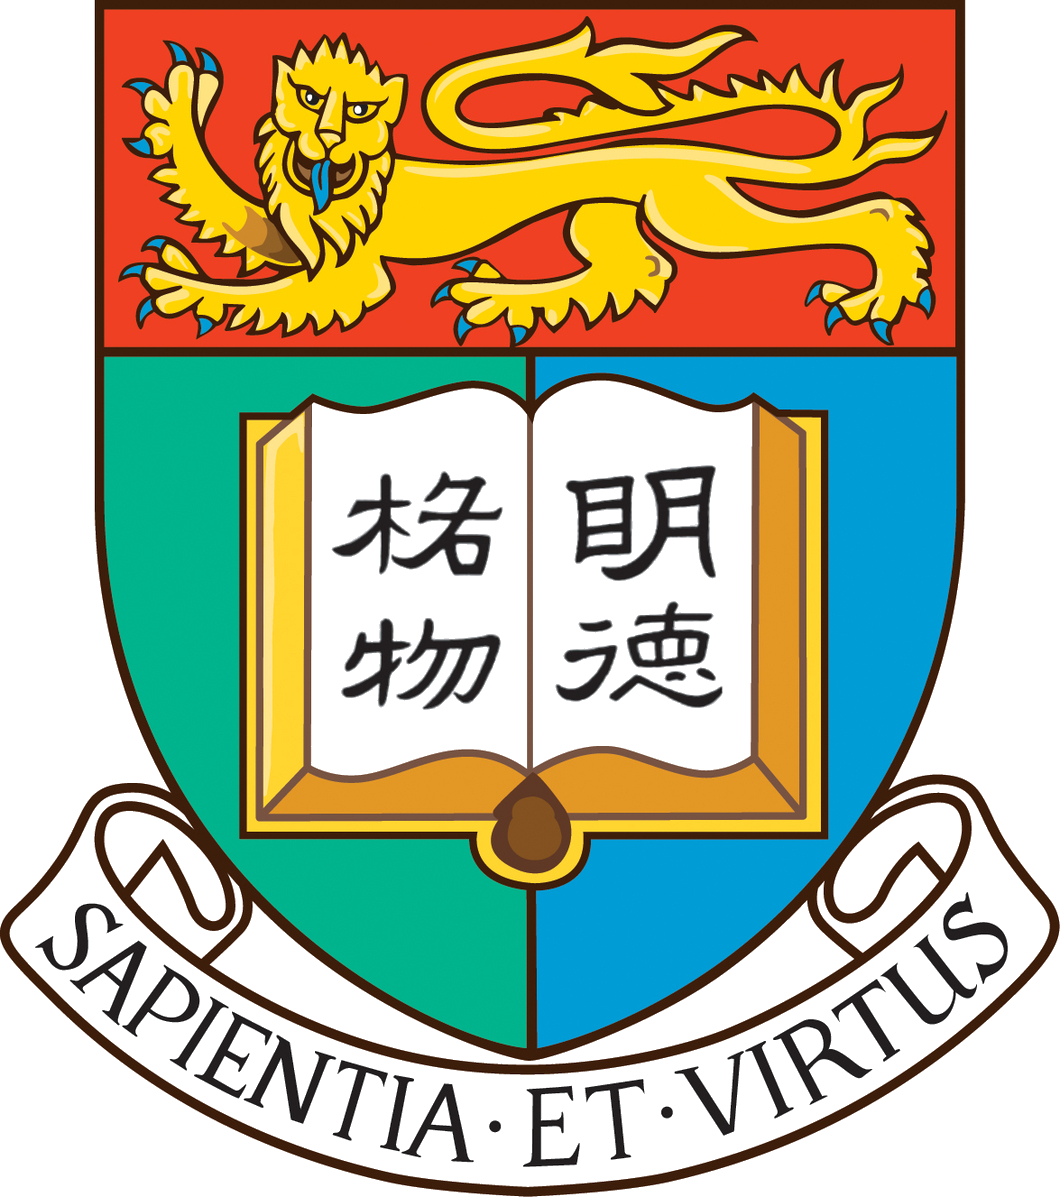 明德
格物
SAPIENTIA · ET · VIRTUS